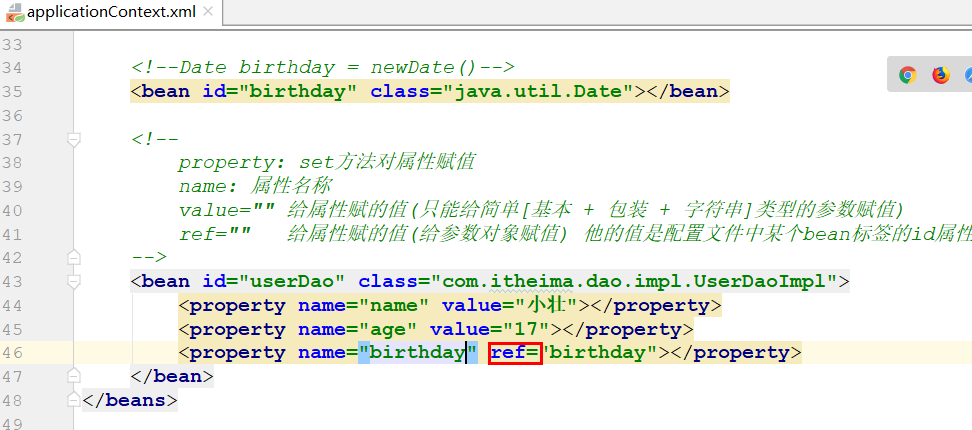 applicationContext.xml
33
34 <!--Date birthday = newDate()-->
35 <bean id="birthday" class="java.util.Date"></bean>
36
37 <!--
38 property: set方法对属性赋值
39 name: 属性名称
40 value="" 给属性赋的值(只能给简单[基本 + 包装 + 字符串]类型的参数赋值)
41 ref="" 给属性赋的值(给参数对象赋值) 他的值是配置文件中某个bean标签的id属性
42 -->
43 <bean id="userDao" class="com.itheima.dao.impl.UserDaoImpl">
44 <property name="name" value="小壮"></property>
45 <property name="age" value="17"></property>
46 <property name="birthday" ref="birthday"></property>
47 </bean>
48 </beans>
49